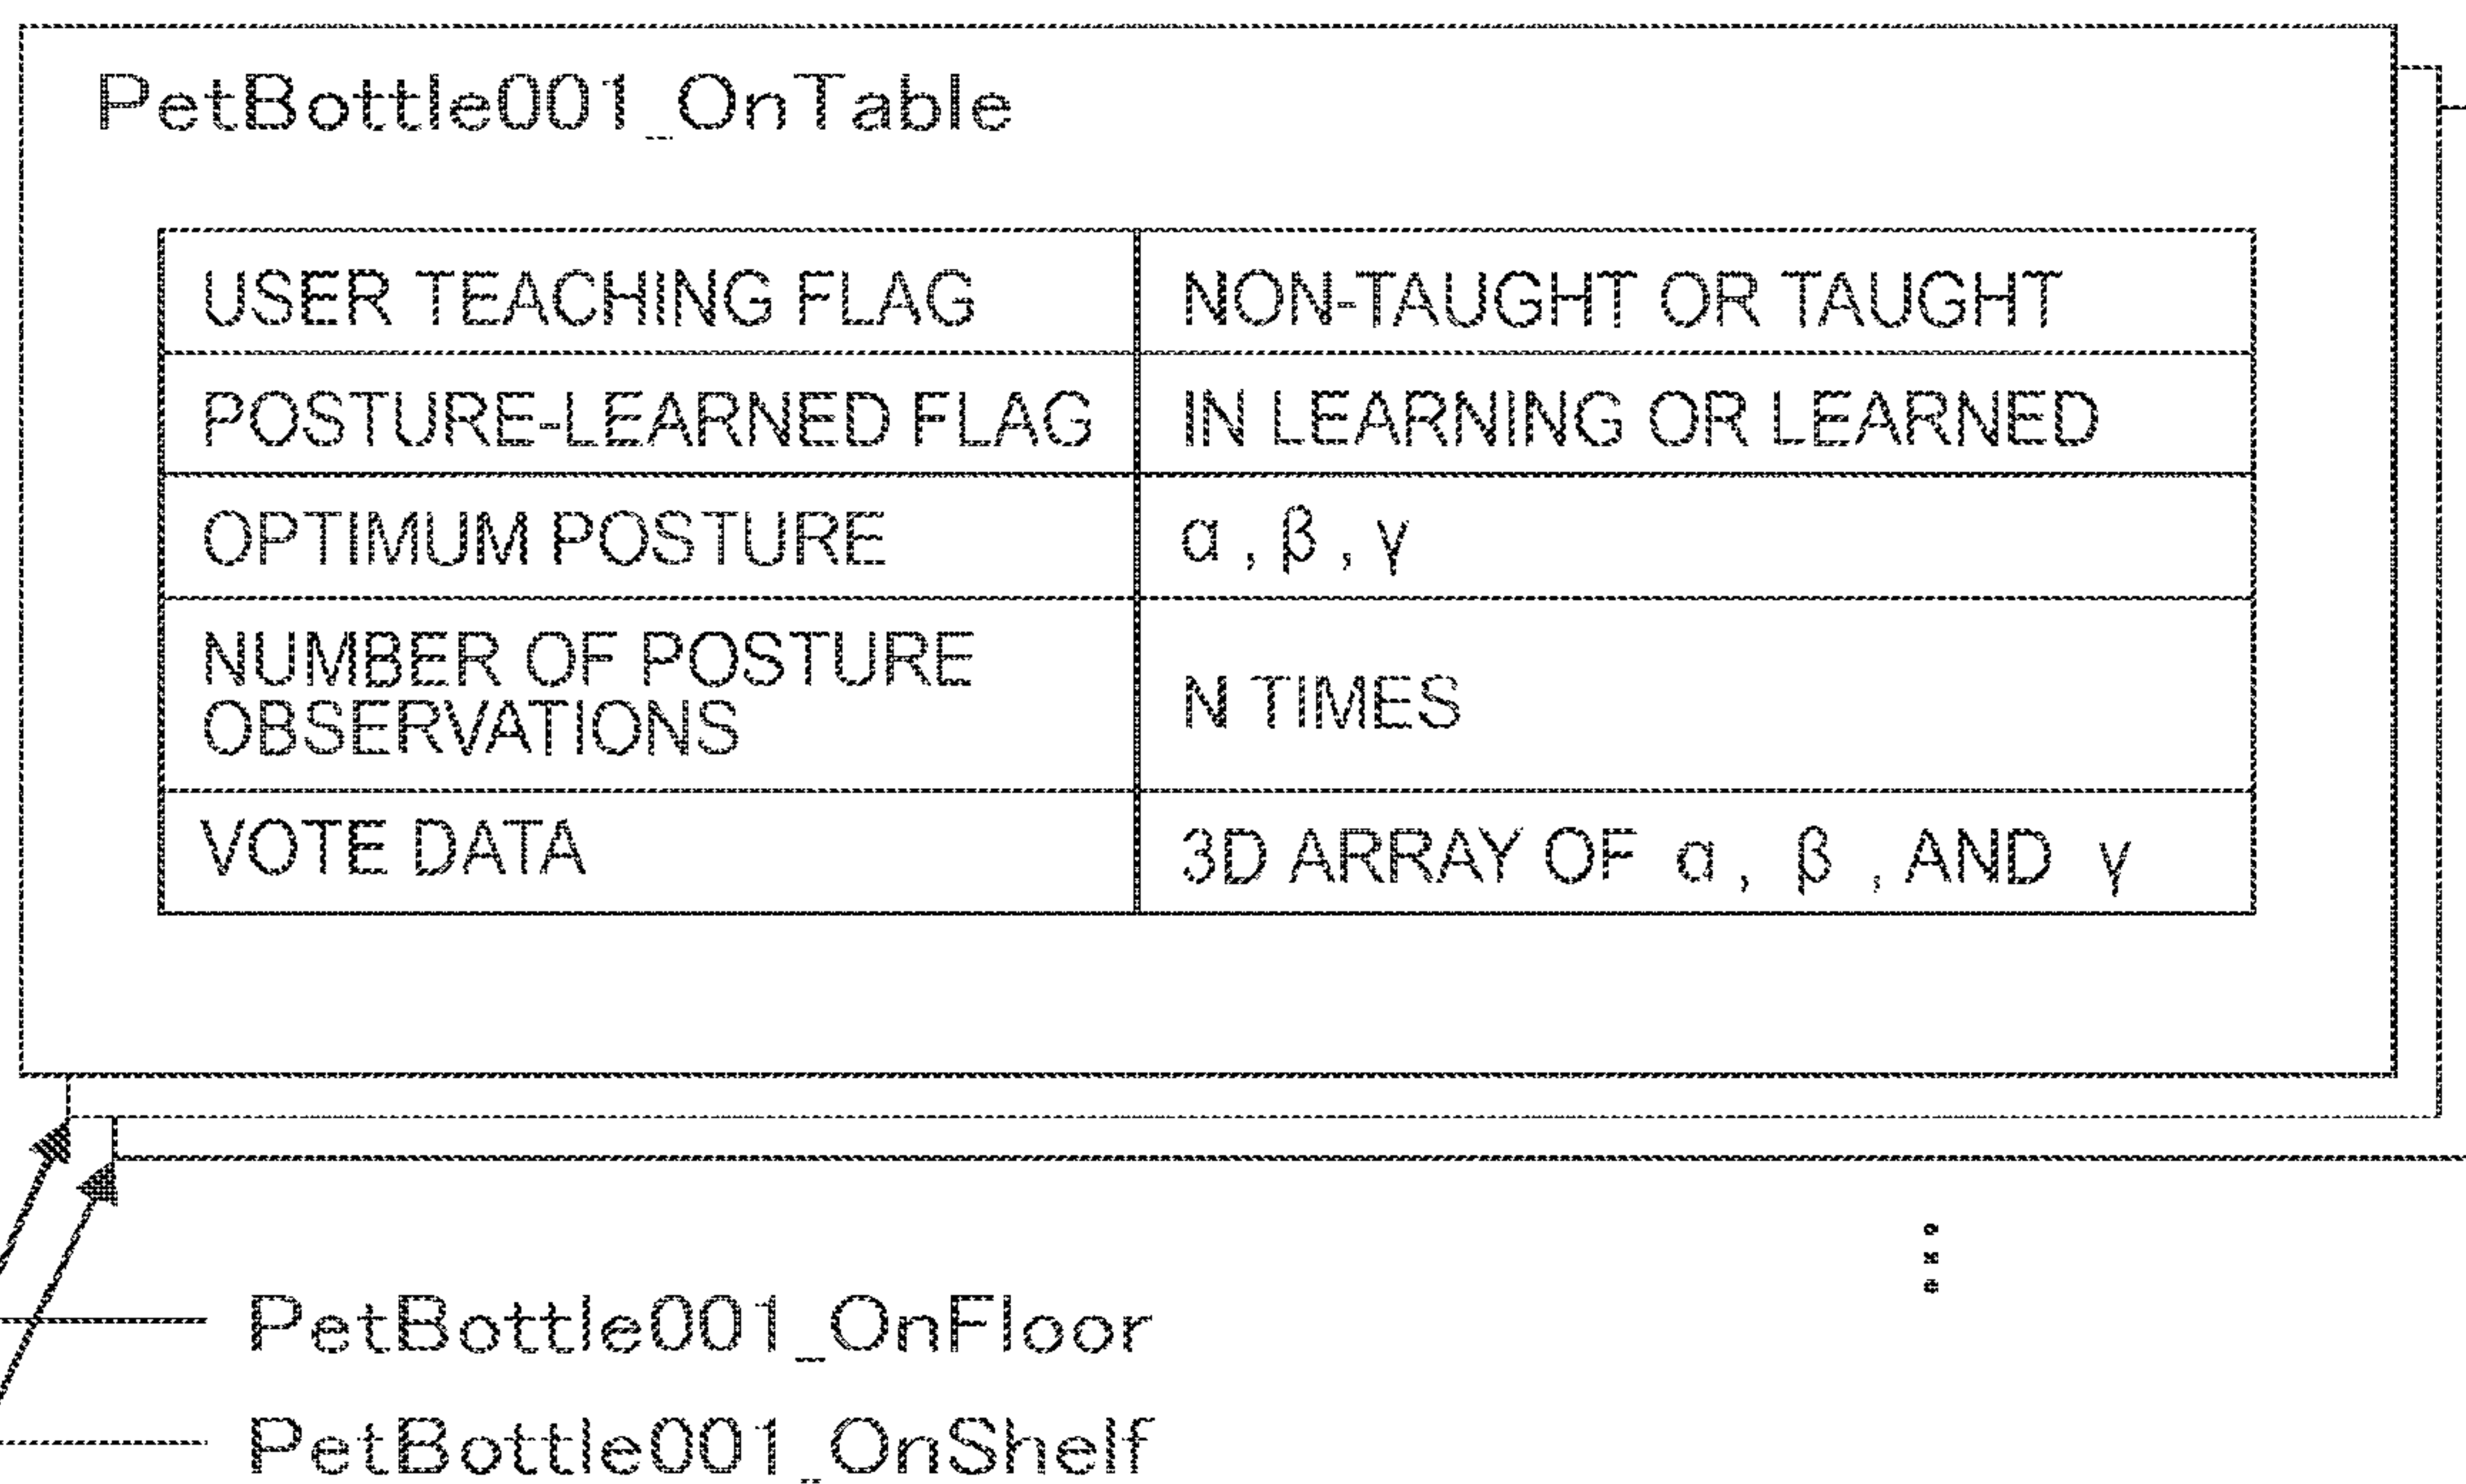 PetBottle001_OnTable
USER TEACHING FLAG
NON-TAUGHT OR TAUGHT
POSTURE-LEARNED FLAG
IN LEARNING OR LEARNED
OPTIMUM POSTURE
α, β, γ
NUMBER OF POSTURE
OBSERVATIONS
N TIMES
VOTE DATA
3D ARRAY OF α, β, AND γ
PetBottle001_OnFloor
PetBottle001_OnShelf